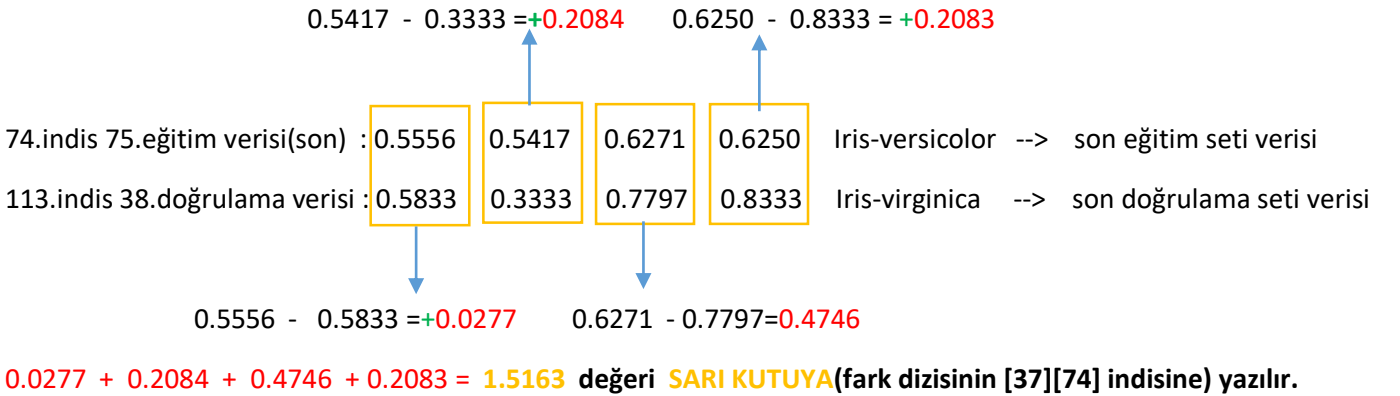 0.5417 - 0.3333 =+0.2084 0.6250 - 0.8333 = +0.2083
74.indis 75.eğitim verisi(son) : 0.5556 0.5417 0.6271 0.6250 Iris-versicolor --> son eğitim seti verisi
113.indis 38.doğrulama verisi : 0.5833 0.3333 0.7797 0.8333 Iris-virginica --> son doğrulama seti verisi
0.5556 - 0.5833 =+0.0277 0.6271 - 0.7797=0.4746
0.0277 + 0.2084 + 0.4746 + 0.2083 = 1.5163 değeri SARI KUTUYA(fark dizisinin [37][74] indisine) yazılır.